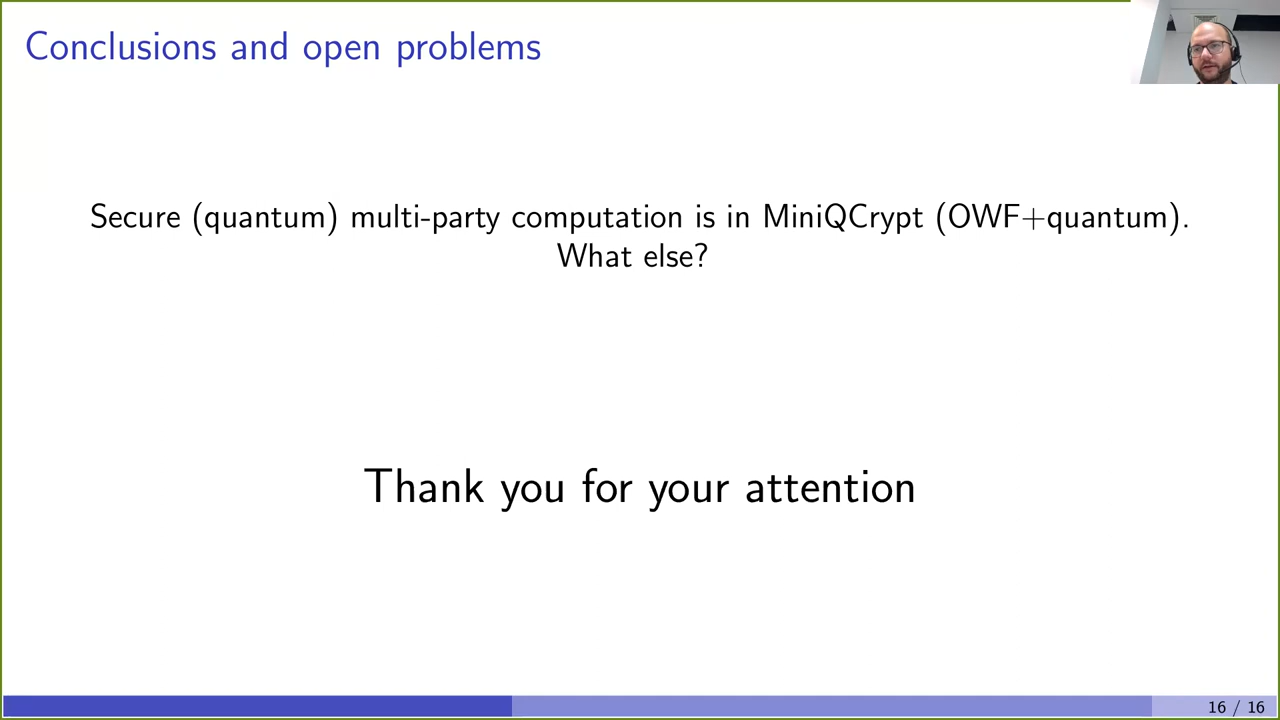 Conclusions and open problems
Secure (quantum) multi-party computation is in MiniQCrypt (OWF+quantum).
What else?
Thank you for your attention
16 / 16